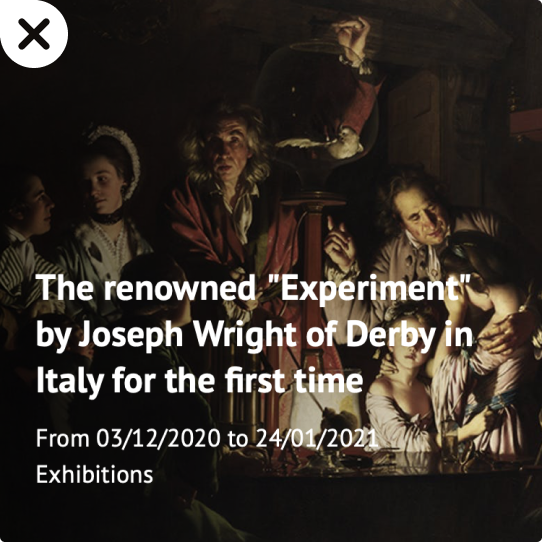 The renowned "Experiment"
by Joseph Wright of Derby in
Italy for the first time
From 03/12/2020 to 24/01/2021
Exhibitions